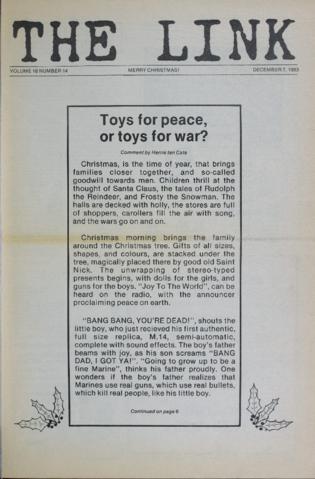 THE LINK
VOLUME 16 NUMBER 14 MERRY CHRISTMAS! DECEMBER 7, 1983
Toys for peace,
or toys for war?
Comment by Herrie ten Cate
Christmas, is the time of year, that brings
families closer together, and so-called
goodwill towards men. Children thrill at the
thought of Santa Claus, the tales of Rudolph
the Reindeer, and Frosty the Snowman. The
halls are decked with holly, the stores are full
of shoppers, carollers fill the air with song,
and the wars go on and on.
Christmas morning brings the family
around the Christmas tree. Gifts of all sizes,
shapes, and colours, are stacked under the
tree, magically placed there by good old Saint
Nick. The unwrapping of stereo-typed
presents begins, with dolls for the girls, and
guns for the boys. "Joy To The World", can be
heard on the radio, with the announcer
proclaiming peace on earth.
"BANG BANG, YOU'RE DEAD!", shouts the
little boy, who just recieved his first authentic,
full size replica, M.14, semi-automatic,
complete with sound effects. The boy's father
beams with joy, as his son screams "BANG
DAD, I GOT YA!". "Going to grow up to be a
fine Marine", thinks his father proudly. One
wonders if the boy's father realizes that
Marines use real guns, which use real bullets,
which kill real people, like his little boy.
Continued on page 6